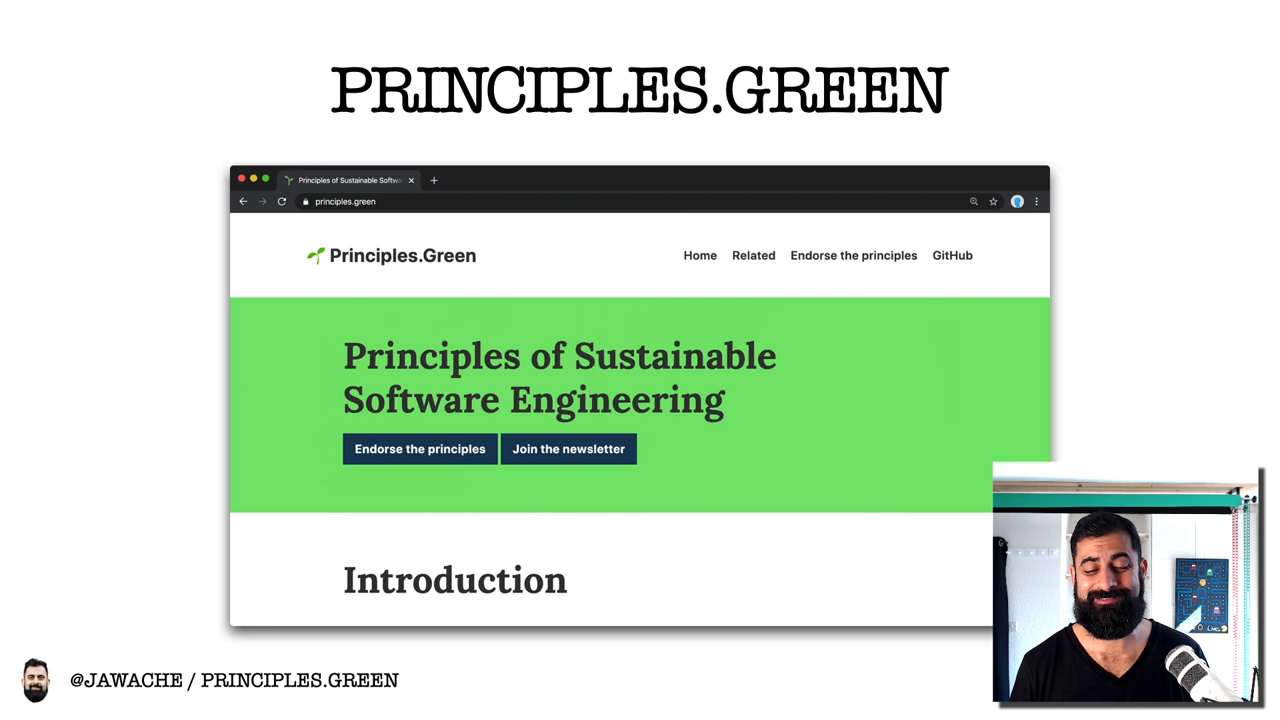 PRINCIPLES.GREEN
Principles of Sustainable Softwa
principles.green
Principles.Green
Home Related Endorse the principles GitHub
Principles of Sustainable
Software Engineering
Endorse the principles Join the newsletter
Introduction
@JAWACHE / PRINCIPLES.GREEN